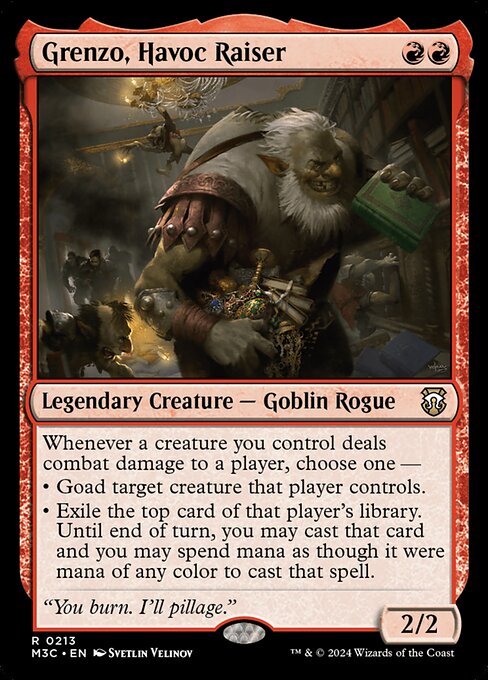 Grenzo, Havoc Raiser
Legendary Creature — Goblin Rogue
Whenever a creature you control deals
combat damage to a player, choose one —
• Goad target creature that player controls.
• Exile the top card of that player's library.
Until end of turn, you may cast that card
and you may spend mana as though it were
mana of any color to cast that spell.
"You burn. I'll pillage."
2/2
R 0213
M3C • EN Svetlin Velinov
™ & © 2024 Wizards of the Coast